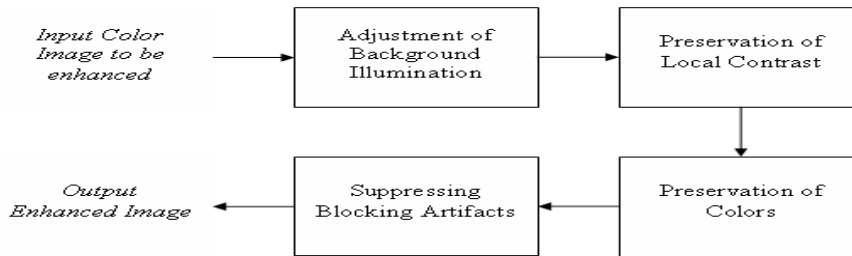 Input Color
Image to be
enhanced
Adjustment of
Background
Illumination
Preservation of
Local Contrast
Preservation of
Colors
Suppressing
Blocking Artifacts
Output
Enhanced Image